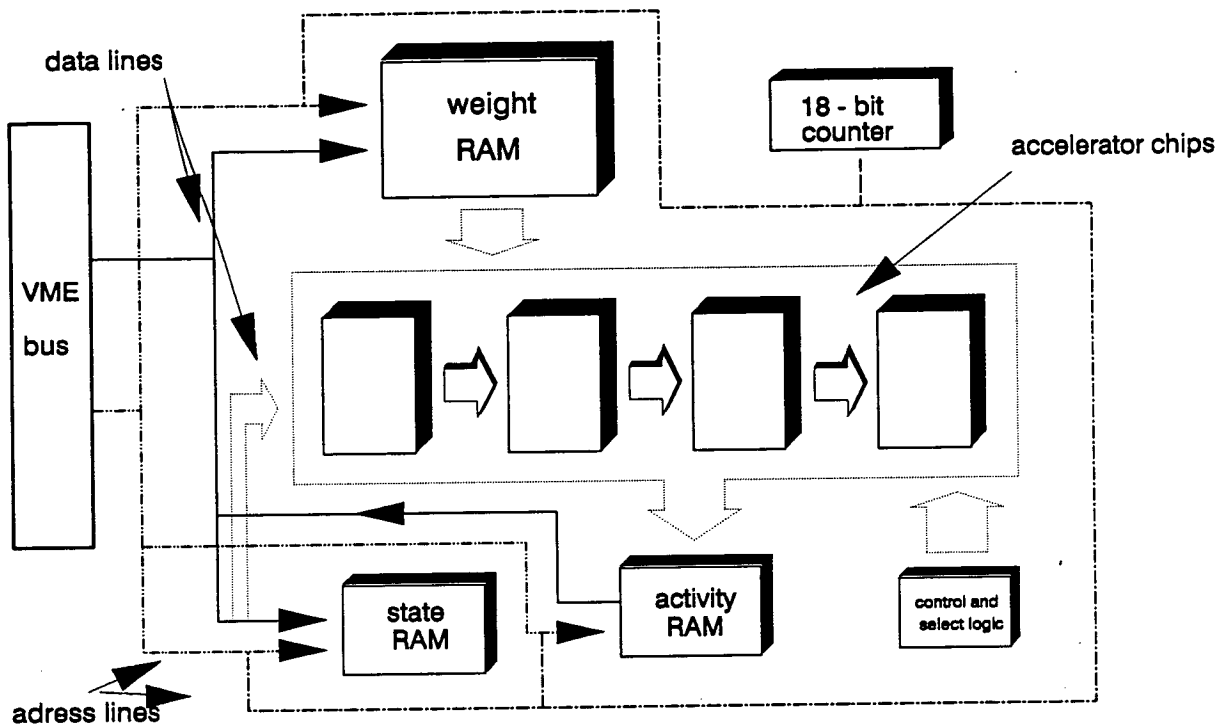 data lines
weight
RAM
18 - bit
counter
accelerator chips
VME
bus
state
RAM
activity
RAM
control and
select logic
adress lines